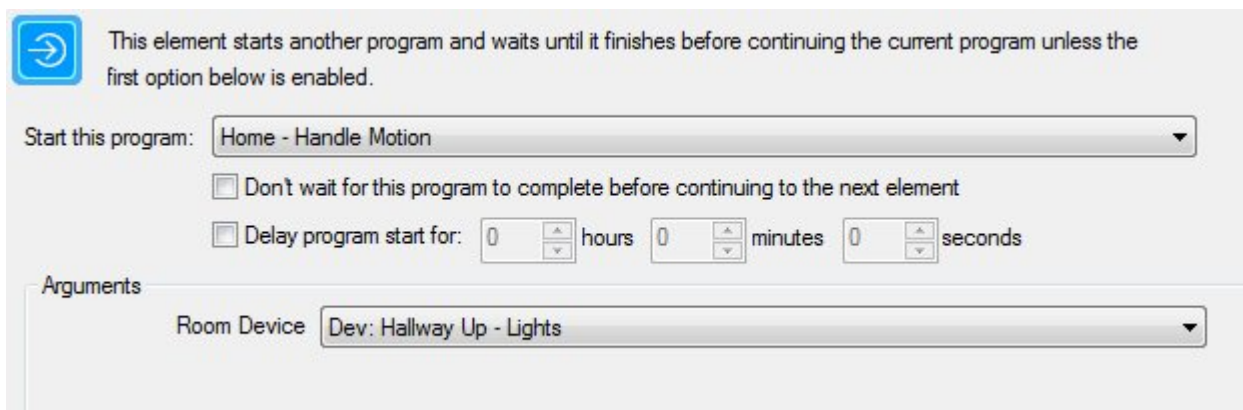 This element starts another program and waits until it finishes before continuing the current program unless the
first option below is enabled.
Start this program: Home - Handle Motion
Don't wait for this program to complete before continuing to the next element
Delay program start for: 0 hours 0 minutes 0 seconds
Arguments
Room Device Dev: Hallway Up - Lights